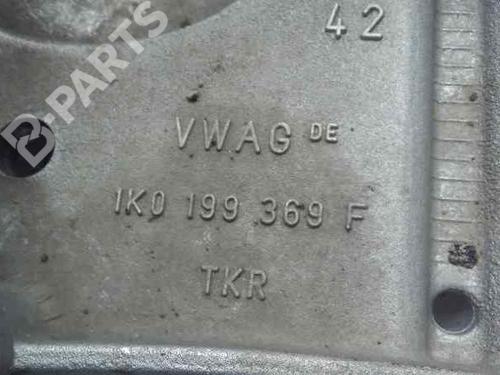 42
B-PARTS
VWAG DE
1K0 199 369 F
TKR